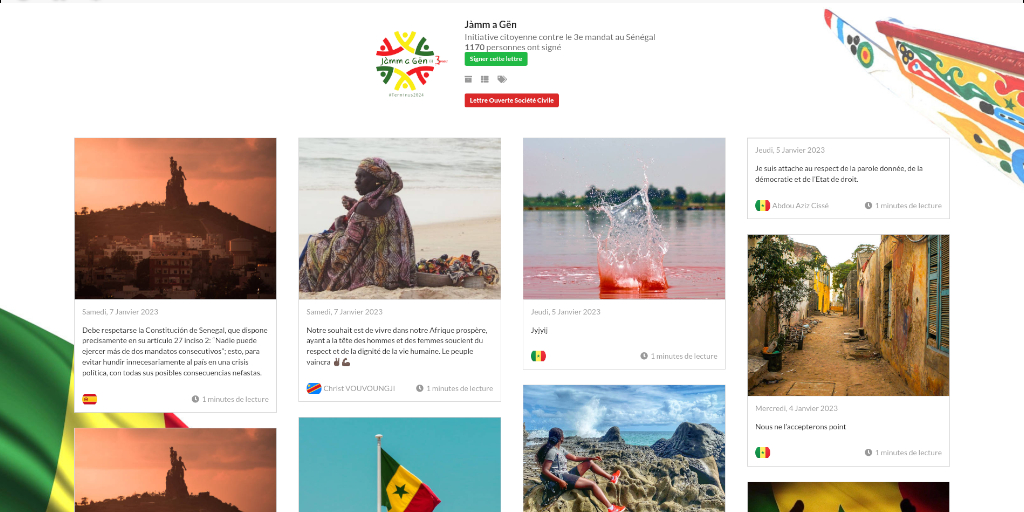 Jàmm a Gën
Initiative citoyenne contre le 3e mandat au Sénégal
1170 personnes ont signé
Signer cette lettre
Lettre Ouverte Société Civile
Jàmm a Gën
3
Samedi, 7 Janvier 2023
Debe respetarse la Constitución de Senegal, que dispone
precisamente en su artículo 27 inciso 2: "Nadie puede
ejercer más de dos mandatos consecutivos"; esto, para
evitar hundir innecesariamente al país en una crisis
política, con todas sus posibles consecuencias nefastas.
1 minutes de lecture
Samedi, 7 Janvier 2023
Notre souhait est de vivre dans notre Afrique prospère,
ayant a la tête des hommes et des femmes soucient du
respect et de la dignité de la vie humaine. Le peuple
vaincra ✌🏿💪🏿
Christ VOUVOUNGJI
1 minutes de lecture
Jeudi, 5 Janvier 2023
Jyjyij
1 minutes de lecture
Jeudi, 5 Janvier 2023
Je suis attache au respect de la parole donnée, de la
démocratie et de l'Etat de droit.
Abdou Aziz Cissé
1 minutes de lecture
Mercredi, 4 Janvier 2023
Nous ne l'accepterons point
1 minutes de lecture